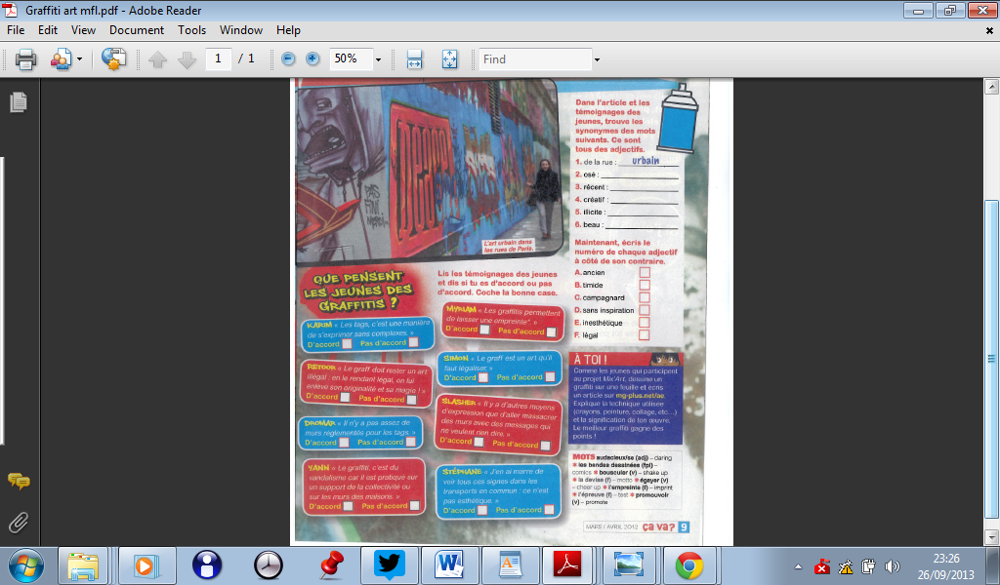 Graffiti art mfl.pdf - Adobe Reader
File Edit View Document Tools Window Help
1 / 1 50% Find
PAS
FINI
MERCI
L'art urbain dans
les rues de Paris.
Dans l'article et les
témoignages des
jeunes, trouve les
synonymes des mots
suivants. Ce sont
tous des adjectifs.
1. de la rue : urbain
2. osé :
3. récent :
4. créatif :
5. illicite :
6. beau :
Maintenant, écris le
numéro de chaque adjectif
à côté de son contraire.
A. ancien
B. timide
C. campagnard
D. sans inspiration
E. inesthétique
F. légal
QUE PENSENT
LES JEUNES DES
GRAFFITIS ?
Lis les témoignages des jeunes
et dis si tu es d'accord ou pas
d'accord. Coche la bonne case.
KARIM « Les tags, c'est une manière
de s'exprimer sans complexes. »
D'accord Pas d'accord
MYRIAM « Les graffitis permettent
de laisser une empreinte*. »
D'accord Pas d'accord
RETOOR « Le graff doit rester un art
illégal : en le rendant légal, on lui
enlève son originalité et sa magie ! »
D'accord Pas d'accord
SIMON « Le graff est un art qu'il
faut légaliser. »
D'accord Pas d'accord
DROMAR « Il n'y a pas assez de
murs réglementés pour les tags. »
D'accord Pas d'accord
SLASHER « Il y a d'autres moyens
d'expression que d'aller massacrer
des murs avec des messages qui
ne veulent rien dire. »
D'accord Pas d'accord
YANN « Le graffiti, c'est du
vandalisme car il est pratiqué sur
un support de la collectivité ou
sur les murs des maisons. »
D'accord Pas d'accord
STÉPHANE « J'en ai marre de
voir tous ces signes dans les
transports en commun : ce n'est
pas esthétique. »
D'accord Pas d'accord
À TOI !
Comme les jeunes qui participent
au projet Mix'Art, dessine un
graffiti sur une feuille et écris
un article sur mg-plus.net/ae.
Explique la technique utilisée
(crayons, peinture, collage, etc...)
et la signification de ton œuvre.
Le meilleur graffiti gagne des
points !
MOTS audacieux/se (adj) – daring
* les bandes dessinées (fpl) –
comics * bousculer (v) – shake up
* la devise (f) – motto * égayer (v)
– cheer up * l'empreinte (f) – imprint
* l'épreuve (f) – test * promouvoir
(v) – promote
MARS / AVRIL 2012 ça va? 9
23:26
26/09/2013